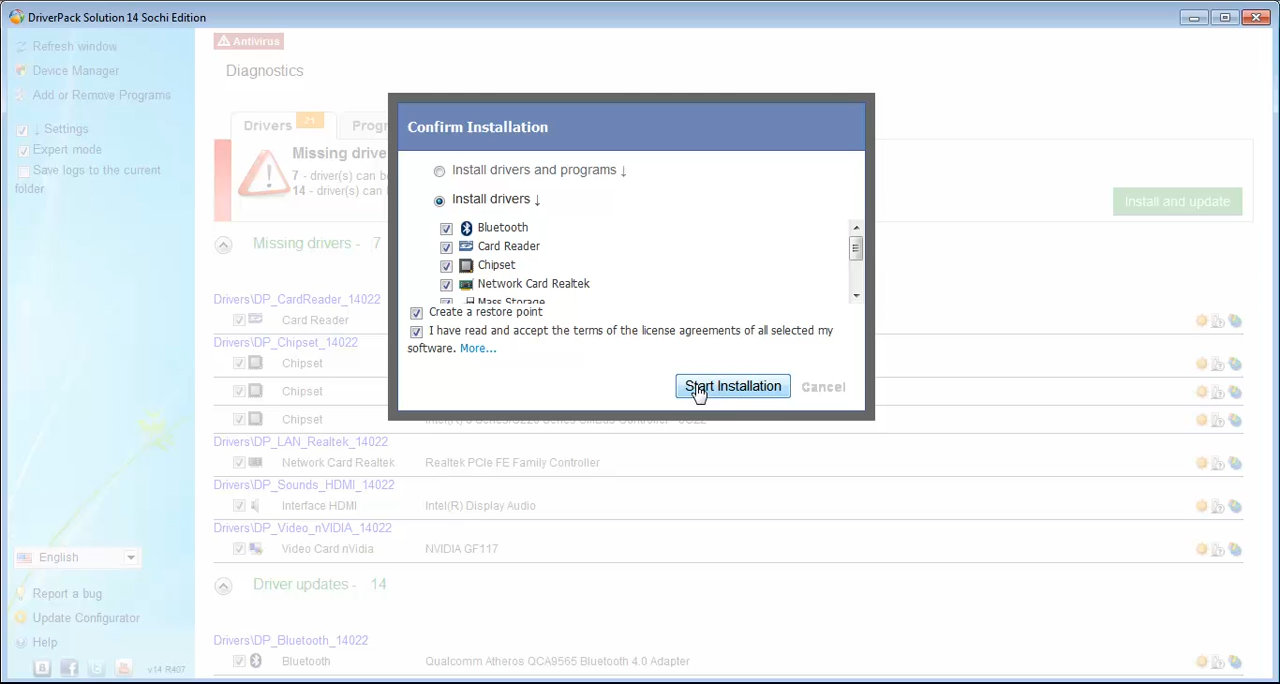 DriverPack Solution 14 Sochi Edition
Refresh window
Device Manager
Add or Remove Programs
↓ Settings
Expert mode
Save logs to the current
folder
English
Report a bug
Update Configurator
Help
v.14 R407
Antivirus
Diagnostics
Drivers 21
Progr
Missing drive
7 - driver(s) can be
14 - driver(s) can b
Install and update
Confirm Installation
Install drivers and programs ↓
Install drivers ↓
Bluetooth
Card Reader
Chipset
Network Card Realtek
Mass Storage
Create a restore point
I have read and accept the terms of the license agreements of all selected my
software. More...
Start Installation Cancel
Missing drivers - 7
Drivers\DP_CardReader_14022
Card Reader
Drivers\DP_Chipset_14022
Chipset
Chipset
Chipset
Drivers\DP_LAN_Realtek_14022
Network Card Realtek Realtek PCIe FE Family Controller
Drivers\DP_Sounds_HDMI_14022
Interface HDMI Intel(R) Display Audio
Drivers\DP_Video_nVIDIA_14022
Video Card nVidia NVIDIA GF117
Driver updates - 14
Drivers\DP_Bluetooth_14022
Bluetooth Qualcomm Atheros QCA9565 Bluetooth 4.0 Adapter